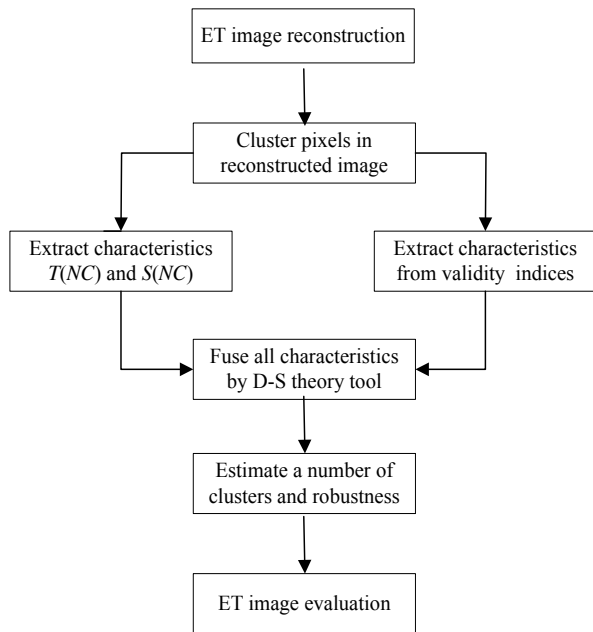 ET image reconstruction
Cluster pixels in
reconstructed image
Extract characteristics
T(NC) and S(NC)
Extract characteristics
from validity indices
Fuse all characteristics
by D-S theory tool
Estimate a number of
clusters and robustness
ET image evaluation